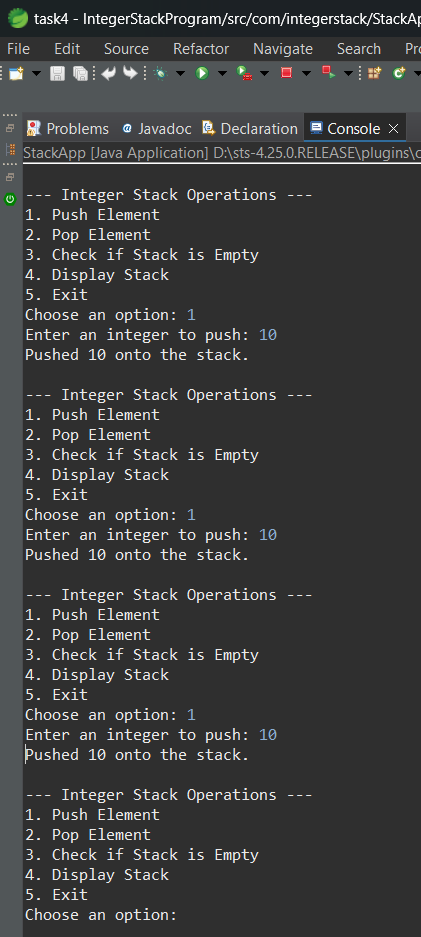 task4 - IntegerStackProgram/src/com/integerstack/StackAp
File Edit Source Refactor Navigate Search Pr
Problems Javadoc Declaration Console
StackApp [Java Application] D:\sts-4.25.0.RELEASE\plugins\
--- Integer Stack Operations ---
1. Push Element
2. Pop Element
3. Check if Stack is Empty
4. Display Stack
5. Exit
Choose an option: 1
Enter an integer to push: 10
Pushed 10 onto the stack.
--- Integer Stack Operations ---
1. Push Element
2. Pop Element
3. Check if Stack is Empty
4. Display Stack
5. Exit
Choose an option: 1
Enter an integer to push: 10
Pushed 10 onto the stack.
--- Integer Stack Operations ---
1. Push Element
2. Pop Element
3. Check if Stack is Empty
4. Display Stack
5. Exit
Choose an option: 1
Enter an integer to push: 10
Pushed 10 onto the stack.
--- Integer Stack Operations ---
1. Push Element
2. Pop Element
3. Check if Stack is Empty
4. Display Stack
5. Exit
Choose an option: